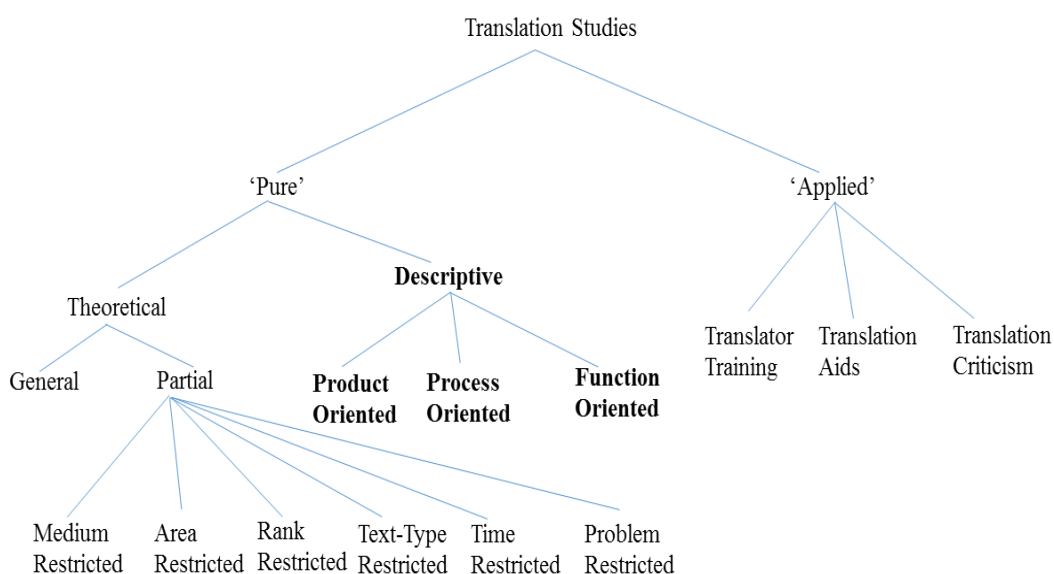 Translation Studies
‘Pure’
‘Applied’
Descriptive
Theoretical
Translator
Training
Translation
Aids
Translation
Criticism
General
Partial
Product
Oriented
Process
Oriented
Function
Oriented
Medium
Restricted
Area
Restricted
Rank
Restricted
Text-Type
Restricted
Time
Restricted
Problem
Restricted